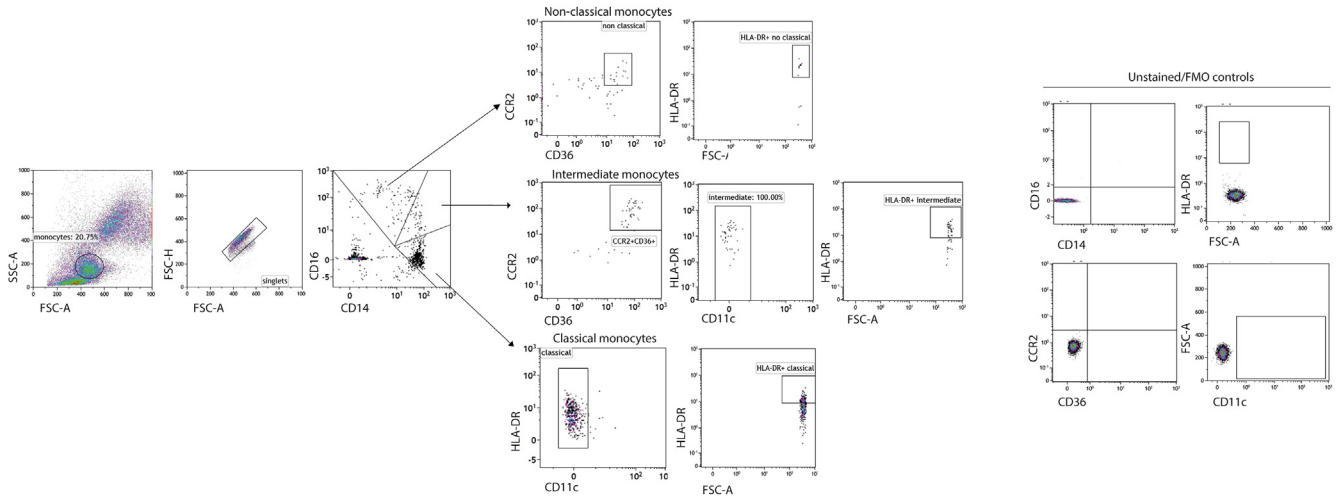 Non-classical monocytes
non classical
CCR2
CD36
HLA-DR+ no classical
HLA-DR
FSC-A
Unstained/FMO controls
CD16
CD14
HLA-DR
FSC-A
CCR2
CD36
FSC-A
CD11c
monocytes: 20.75%
SSC-A
FSC-A
singlets
FSC-H
FSC-A
CD16
CD14
Intermediate monocytes
CCR2+CD36+
CCR2
CD36
intermediate: 100.00%
HLA-DR
CD11c
HLA-DR+ intermediate
HLA-DR
FSC-A
Classical monocytes
classical
HLA-DR
CD11c
HLA-DR+ classical
HLA-DR
FSC-A